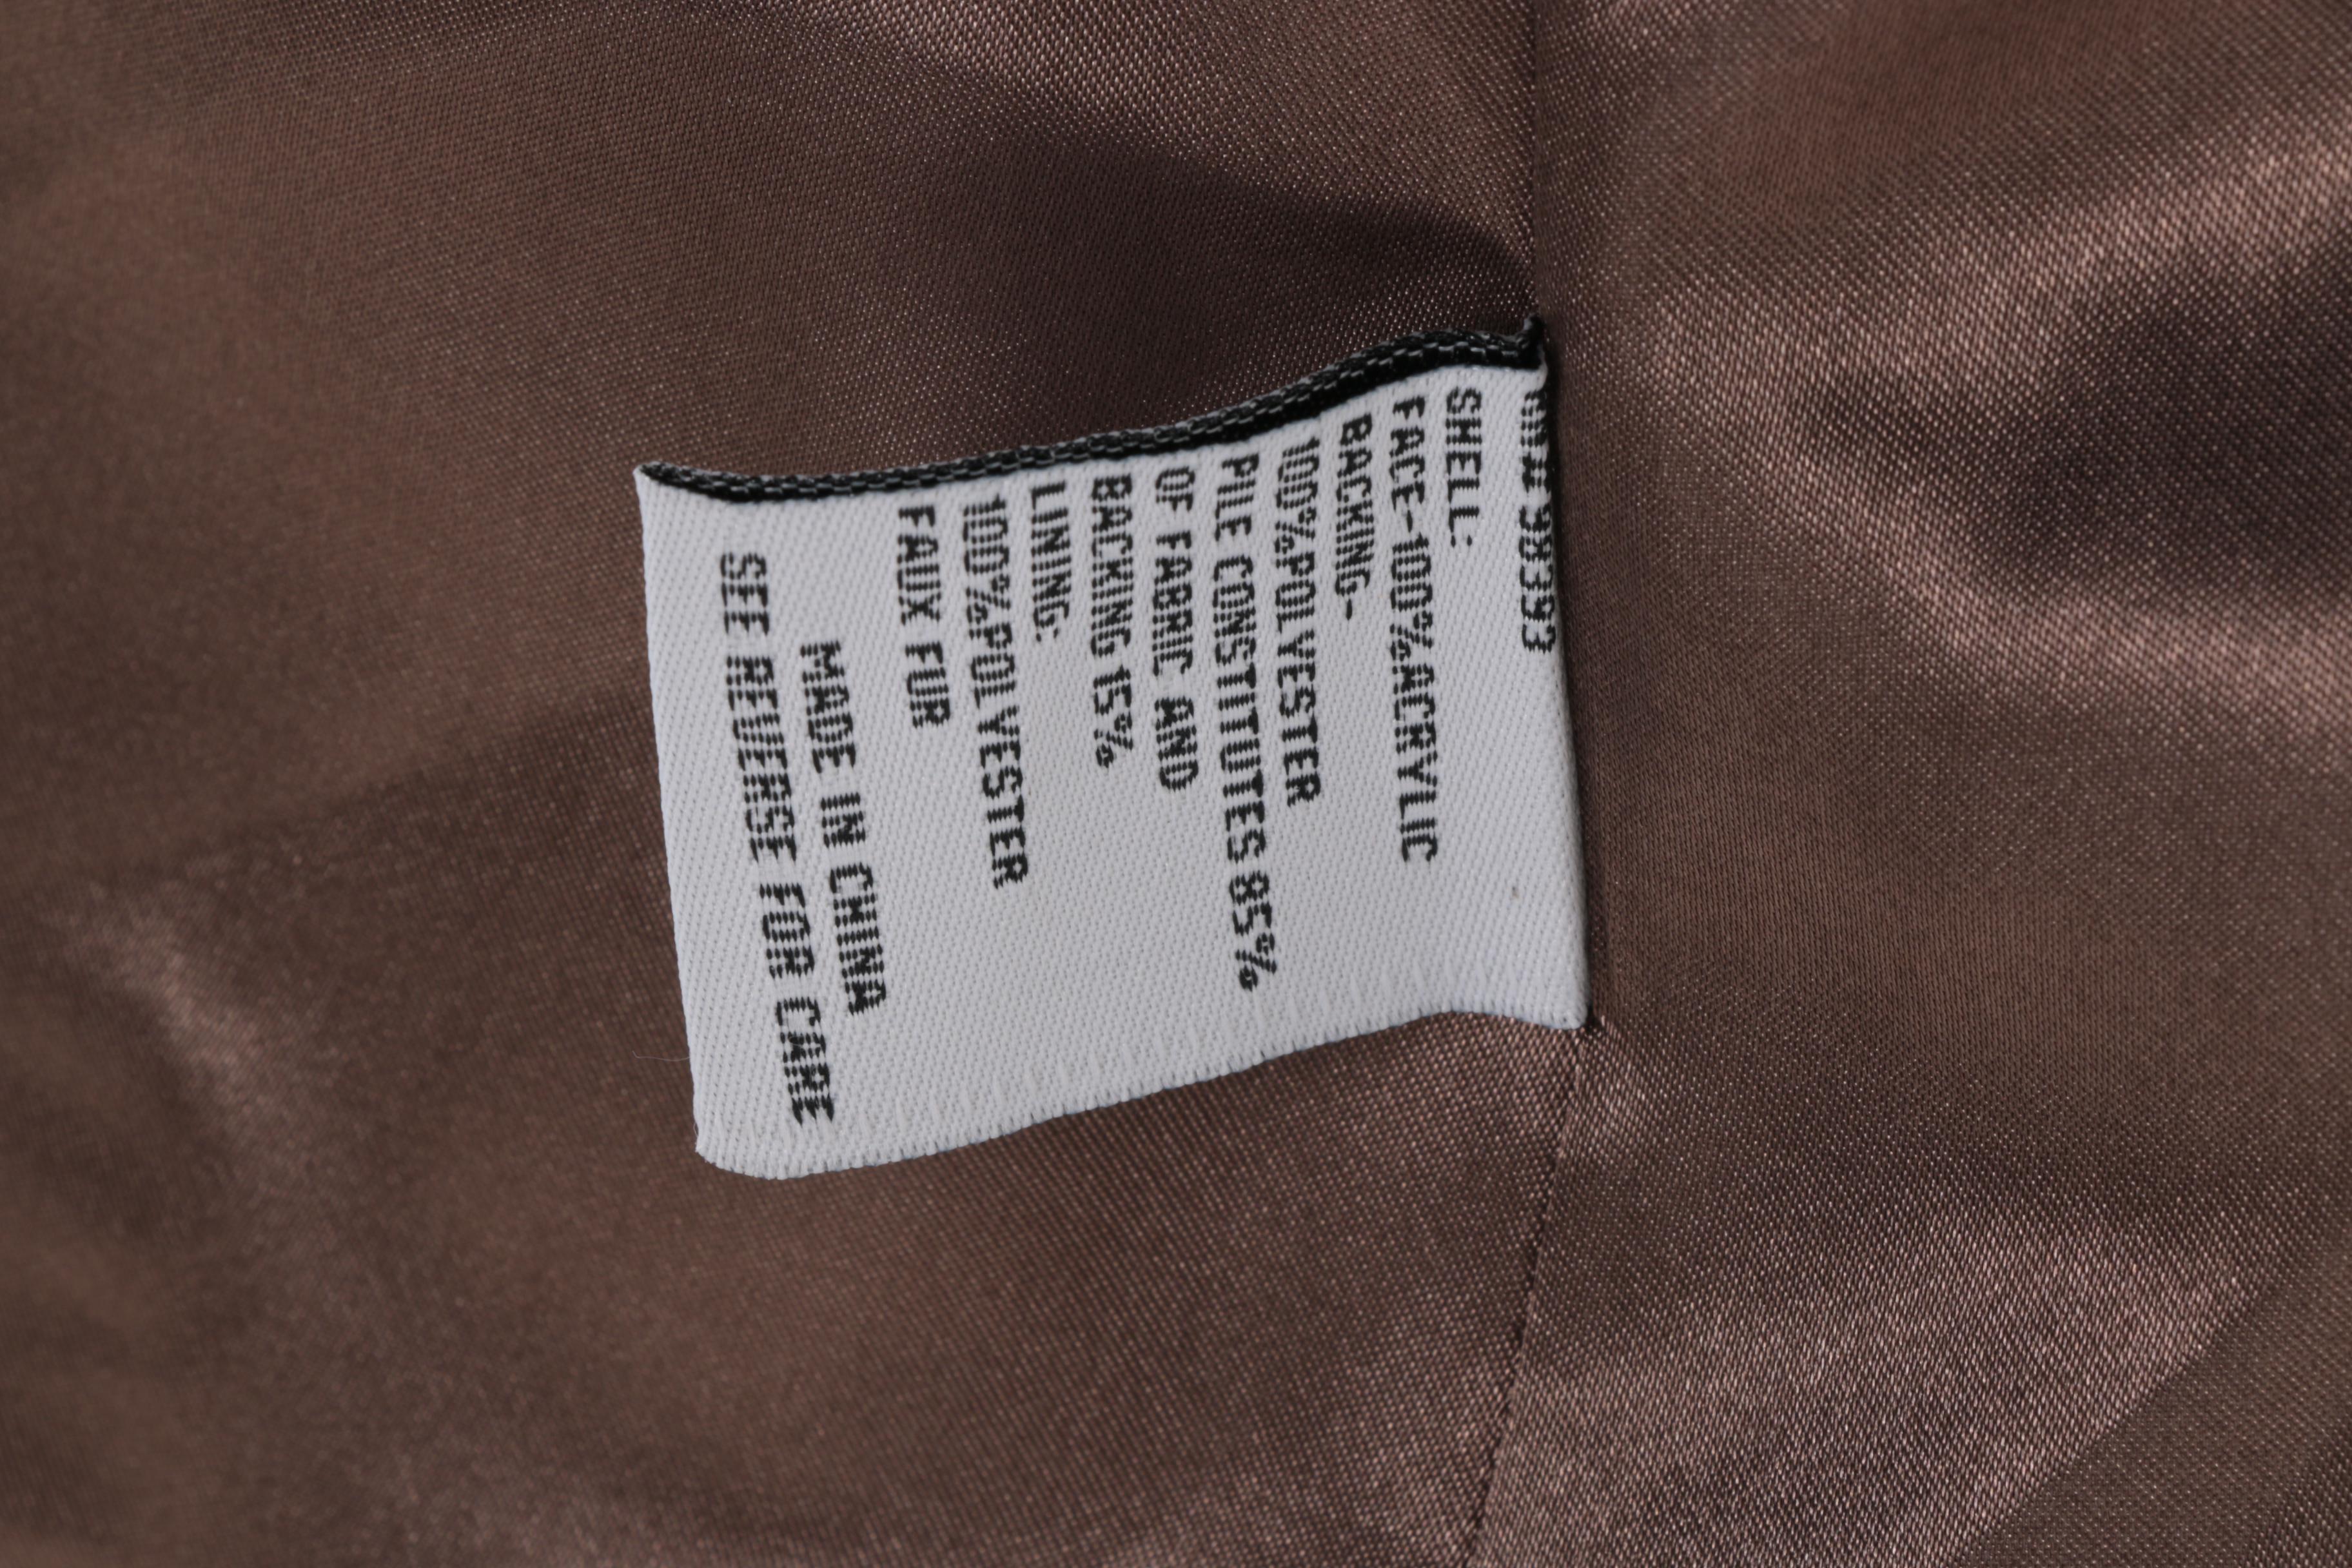 98393
SHELL:
FACE-100%ACRYLIC
BACKING-
100%POLYESTER
PILE CONSTITUTES 85%
OF FABRIC AND
BACKING 15%
LINING:
100%POLYESTER
FAUX FUR
MADE IN CHINA
SEE REVERSE FOR CARE